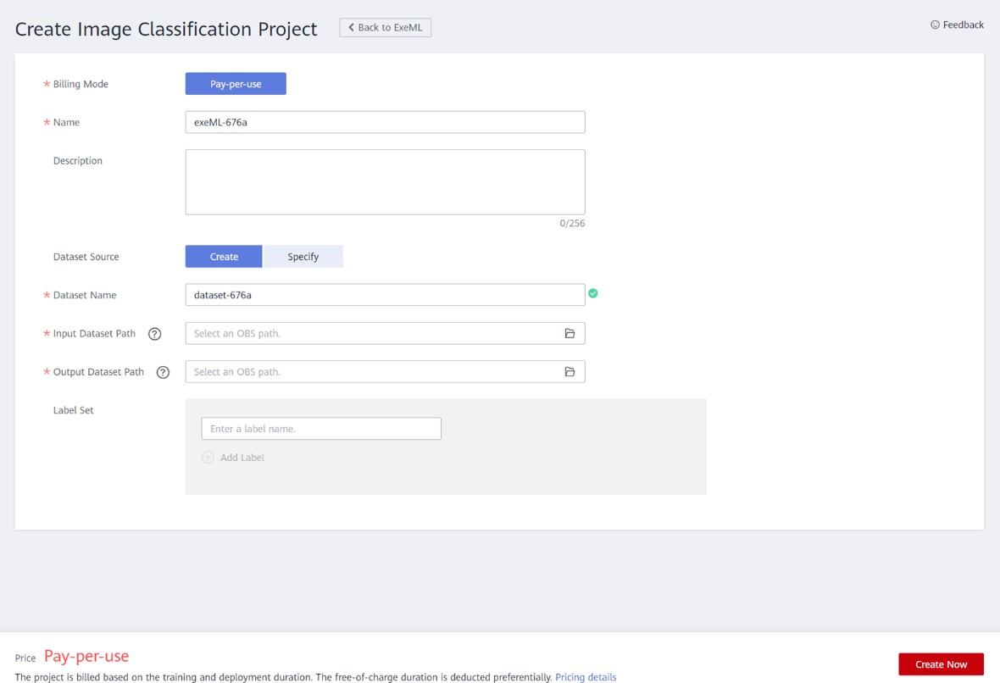 Create Image Classification Project
Back to ExeML
Feedback
* Billing Mode
Pay-per-use
* Name
exeML-676a
Description
0/256
Dataset Source
Create
Specify
* Dataset Name
dataset-676a
* Input Dataset Path ?
Select an OBS path.
* Output Dataset Path ?
Select an OBS path.
Label Set
Enter a label name.
Add Label
Price Pay-per-use
The project is billed based on the training and deployment duration. The free-of-charge duration is deducted preferentially. Pricing details
Create Now